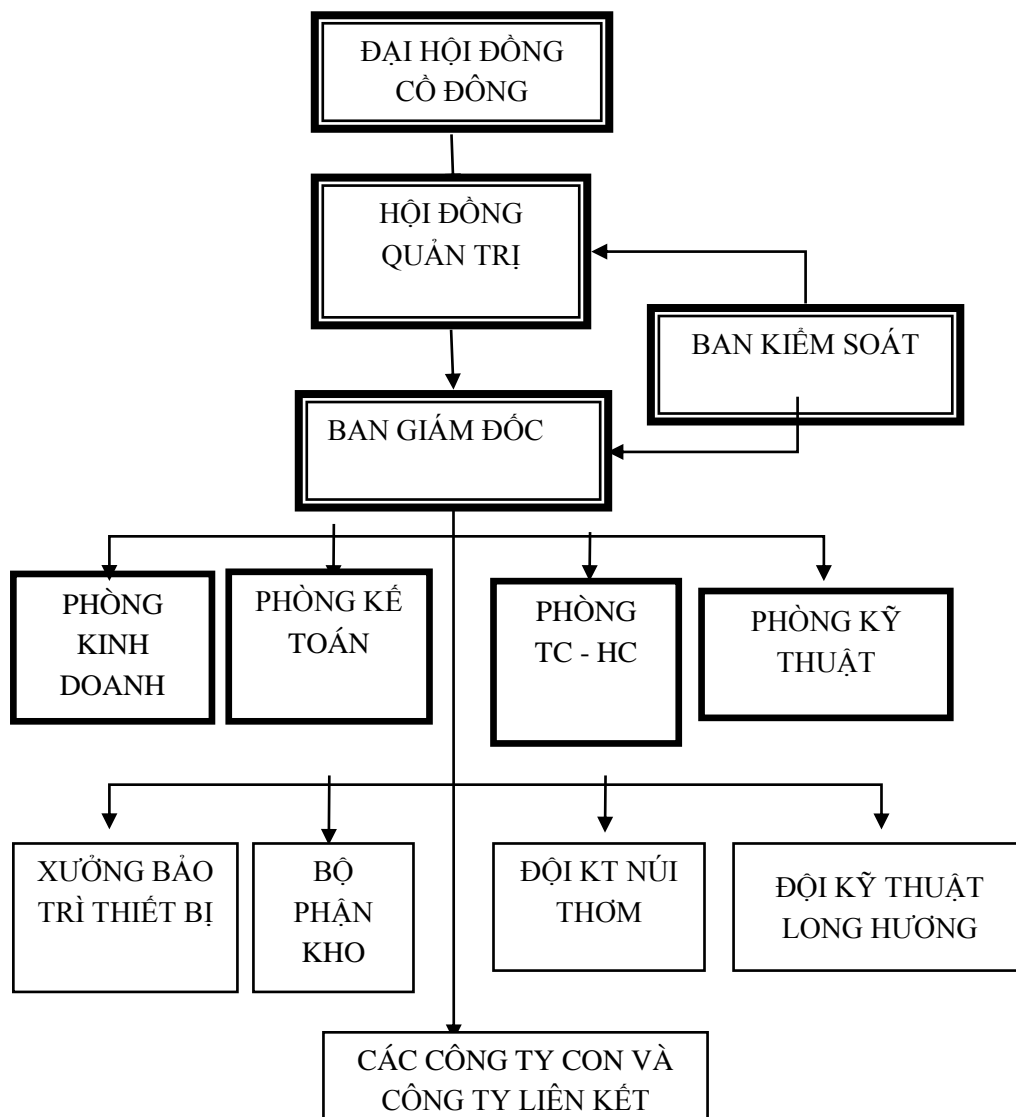 ĐẠI HỘI ĐỒNG
CỒ ĐÔNG
HỘI ĐỒNG
QUẢN TRỊ
BAN KIỂM SOÁT
BAN GIÁM ĐỐC
PHÒNG
KINH
DOANH
PHÒNG KẾ
TOÁN
PHÒNG
TC - HC
PHÒNG KỸ
THUẬT
XƯỞNG BẢO
TRÌ THIẾT BỊ
BỘ
PHẬN
KHO
ĐỘI KT NÚI
THƠM
ĐỘI KỸ THUẬT
LONG HƯƠNG
CÁC CÔNG TY CON VÀ
CÔNG TY LIÊN KẾT